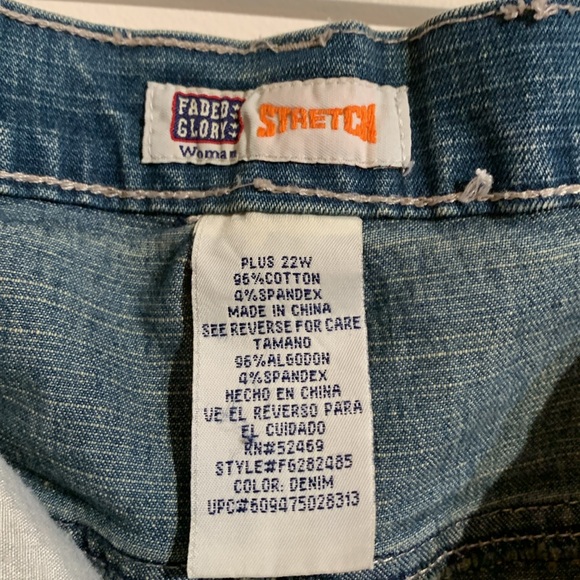 FADED
GLORY
Woman
STRETCH
PLUS 22W
96%COTTON
4%SPANDEX
MADE IN CHINA
SEE REVERSE FOR CARE
TAMANO
96%ALGODON
4%SPANDEX
HECHO EN CHINA
VE EL REVERSO PARA
EL CUIDADO
RN#52469
STYLE#FG282485
COLOR: DENIM
UPC#609475028313